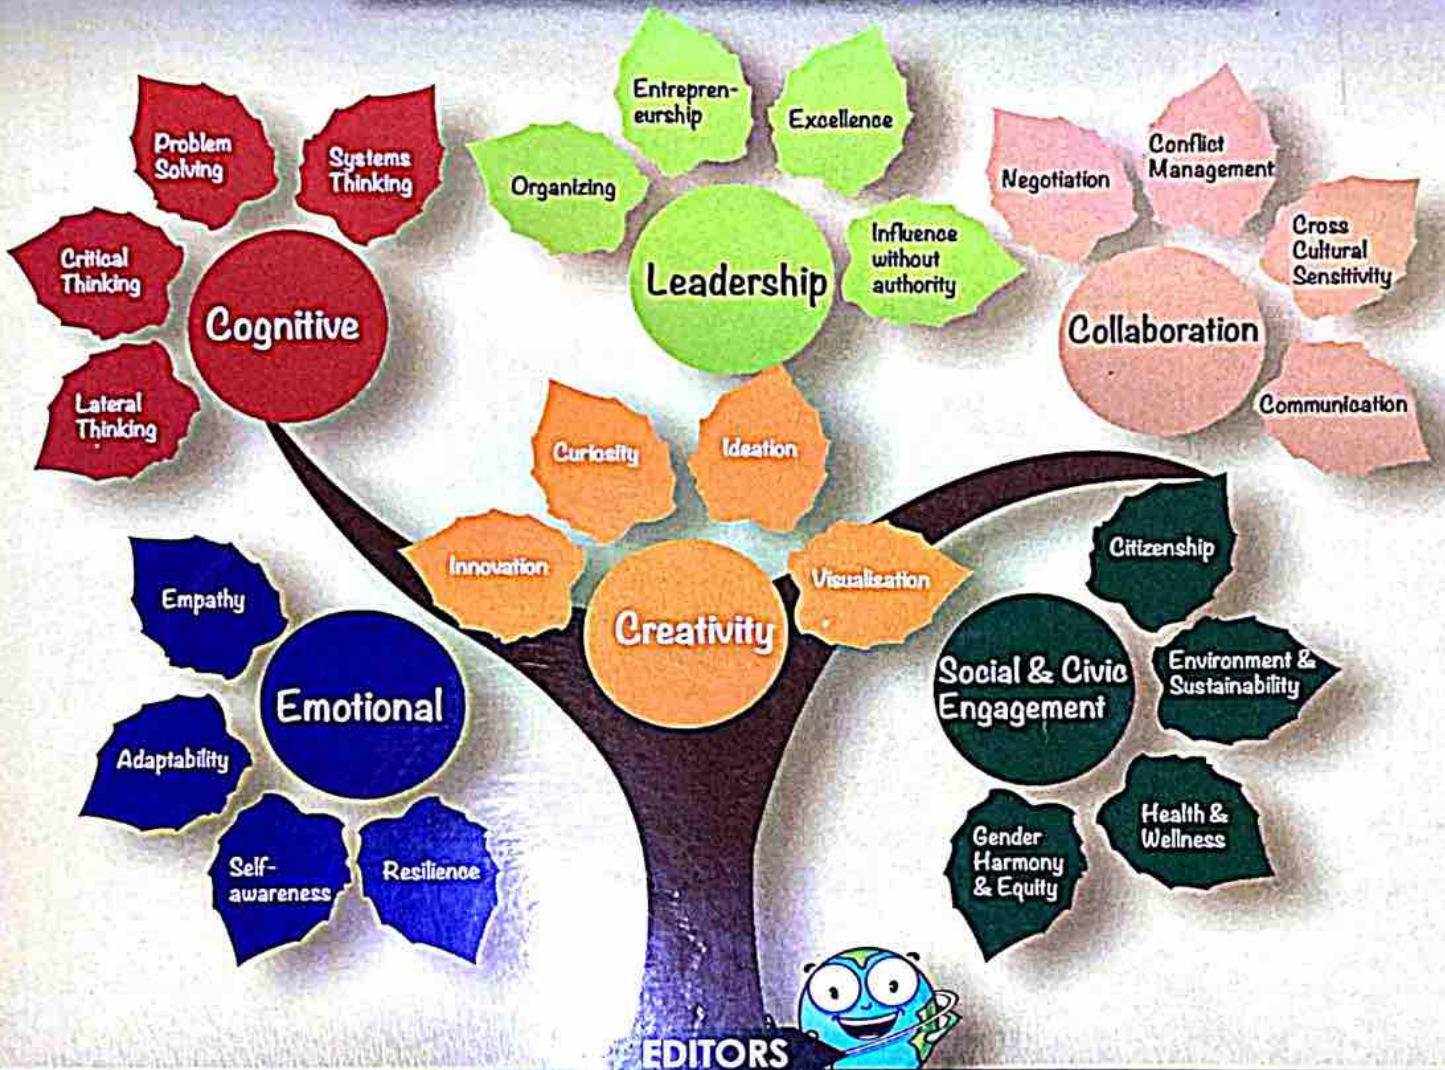 Problem
Solving
Systems
Thinking
Critical
Thinking
Lateral
Thinking
Cognitive
Entrepren-
eurship
Excellence
Organizing
Influence
without
authority
Leadership
Negotiation
Conflict
Management
Cross
Cultural
Sensitivity
Communication
Collaboration
Curiosity
Ideation
Innovation
Visualisation
Creativity
Empathy
Adaptability
Self-
awareness
Resilience
Emotional
Citizenship
Environment &
Sustainability
Health &
Wellness
Gender
Harmony
& Equity
Social & Civic
Engagement
EDITORS